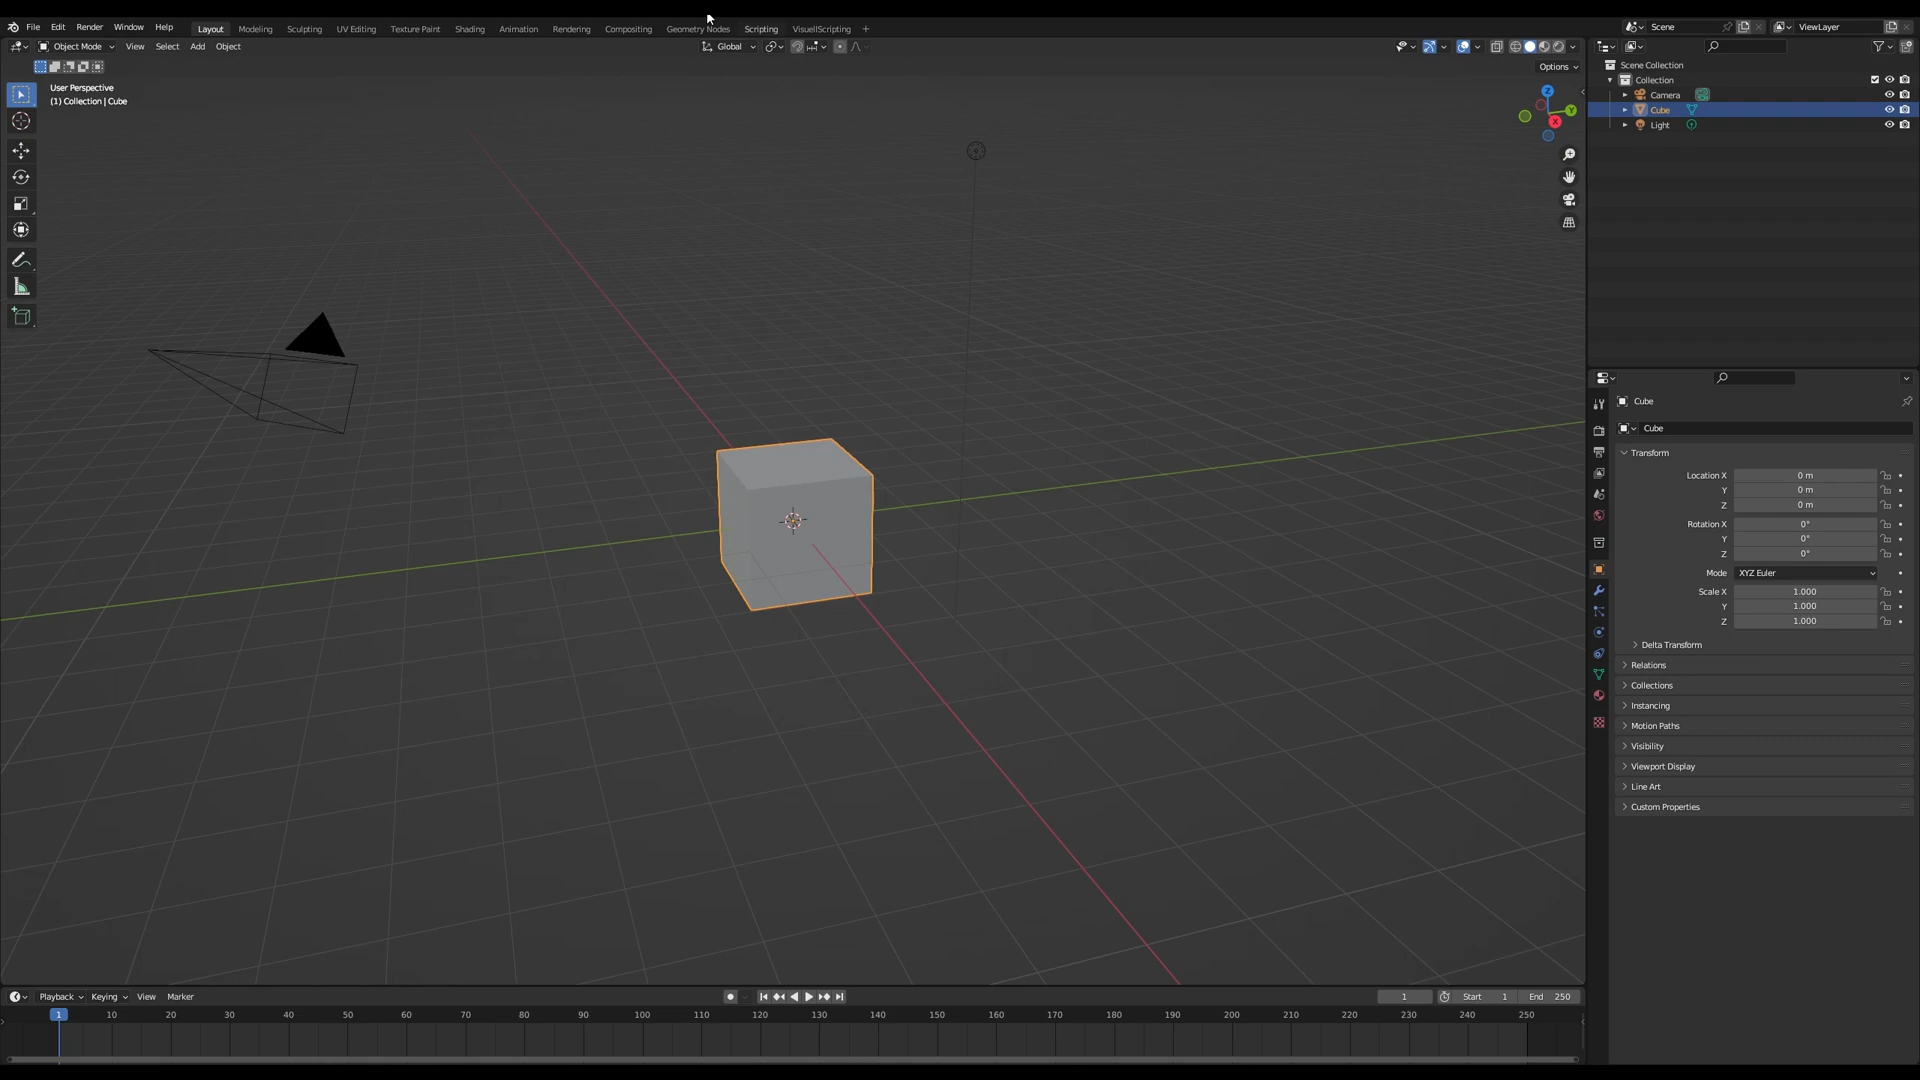 File Edit Render Window Help Layout Modeling Sculpting UV Editing Texture Paint Shading Animation Rendering Compositing Geometry Nodes Scripting VisuellScripting + Scene ViewLayer
Object Mode View Select Add Object Global
Options
User Perspective
(1) Collection | Cube
Z
Y
X
Scene Collection
Collection
Camera
Cube
Light
Cube
Cube
Transform
Location X 0 m
Y 0 m
Z 0 m
Rotation X 0°
Y 0°
Z 0°
Mode XYZ Euler
Scale X 1.000
Y 1.000
Z 1.000
Delta Transform
Relations
Collections
Instancing
Motion Paths
Visibility
Viewport Display
Line Art
Custom Properties
Playback Keying View Marker 1 Start 1 End 250
1 10 20 30 40 50 60 70 80 90 100 110 120 130 140 150 160 170 180 190 200 210 220 230 240 250